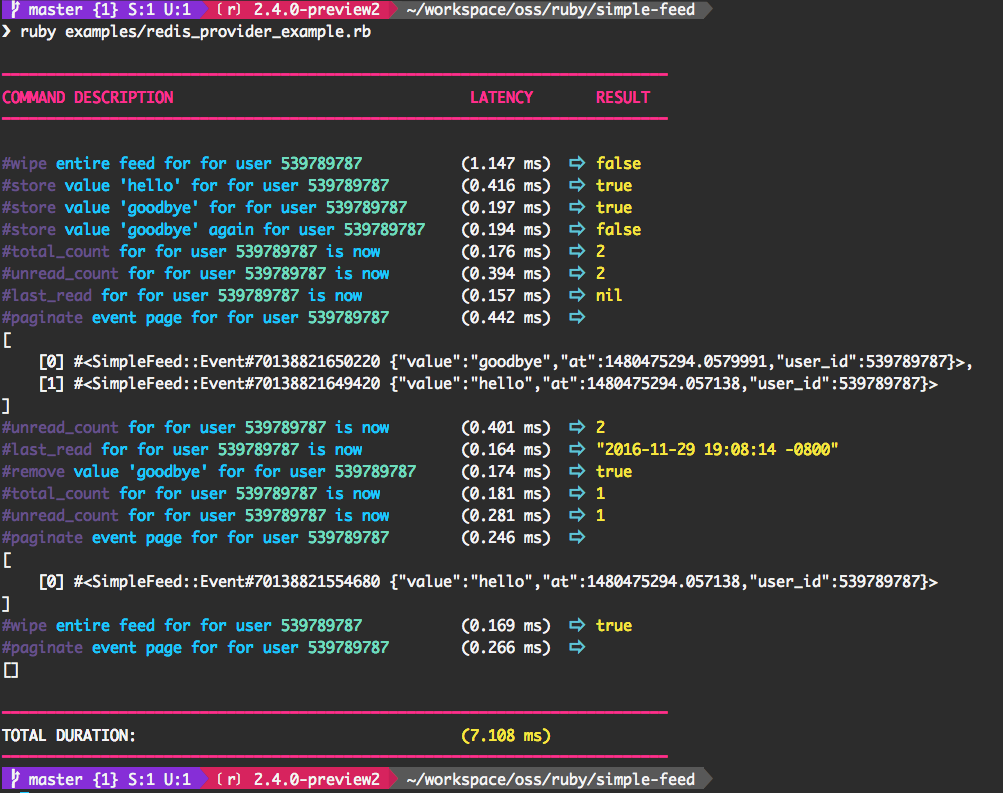 master {1} S:1 U:1 (r) 2.4.0-preview2 ~/workspace/oss/ruby/simple-feed
❯ ruby examples/redis_provider_example.rb
COMMAND DESCRIPTION LATENCY RESULT
#wipe entire feed for for user 539789787 (1.147 ms) ⇨ false
#store value 'hello' for for user 539789787 (0.416 ms) ⇨ true
#store value 'goodbye' for for user 539789787 (0.197 ms) ⇨ true
#store value 'goodbye' again for user 539789787 (0.194 ms) ⇨ false
#total_count for for user 539789787 is now (0.176 ms) ⇨ 2
#unread_count for for user 539789787 is now (0.394 ms) ⇨ 2
#last_read for for user 539789787 is now (0.157 ms) ⇨ nil
#paginate event page for for user 539789787 (0.442 ms) ⇨
[
[0] #<SimpleFeed::Event#70138821650220 {"value":"goodbye","at":1480475294.0579991,"user_id":539789787}>,
[1] #<SimpleFeed::Event#70138821649420 {"value":"hello","at":1480475294.057138,"user_id":539789787}>
]
#unread_count for for user 539789787 is now (0.401 ms) ⇨ 2
#last_read for for user 539789787 is now (0.164 ms) ⇨ "2016-11-29 19:08:14 -0800"
#remove value 'goodbye' for for user 539789787 (0.174 ms) ⇨ true
#total_count for for user 539789787 is now (0.181 ms) ⇨ 1
#unread_count for for user 539789787 is now (0.281 ms) ⇨ 1
#paginate event page for for user 539789787 (0.246 ms) ⇨
[
[0] #<SimpleFeed::Event#70138821554680 {"value":"hello","at":1480475294.057138,"user_id":539789787}>
]
#wipe entire feed for for user 539789787 (0.169 ms) ⇨ true
#paginate event page for for user 539789787 (0.266 ms) ⇨
[]
TOTAL DURATION: (7.108 ms)
master {1} S:1 U:1 (r) 2.4.0-preview2 ~/workspace/oss/ruby/simple-feed